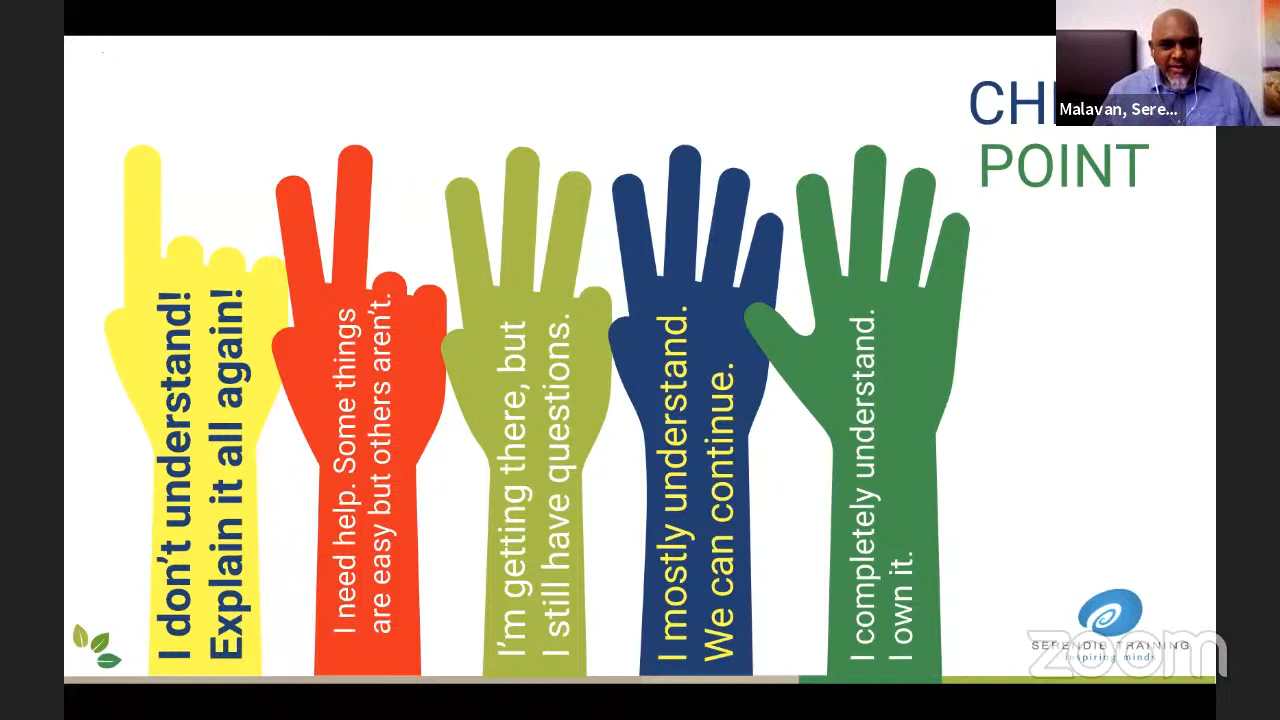 CH
POINT
Malavan, Sere...
I don't understand!
Explain it all again!
I need help. Some things
are easy but others aren't.
I'm getting there, but
I still have questions.
I mostly understand.
We can continue.
I completely understand.
I own it.
SERENDIB TRAINING
inspiring minds
zoom